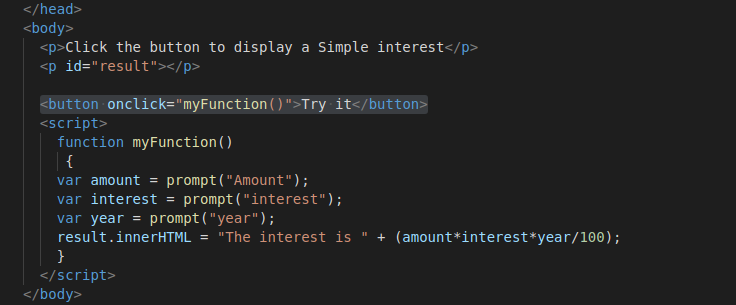 </head>
<body>
<p>Click the button to display a Simple interest</p>
<p id="result"></p>
<button onclick="myFunction()">Try it</button>
<script>
function myFunction()
{
var amount = prompt("Amount");
var interest = prompt("interest");
var year = prompt("year");
result.innerHTML = "The interest is " + (amount*interest*year/100);
}
</script>
</body>